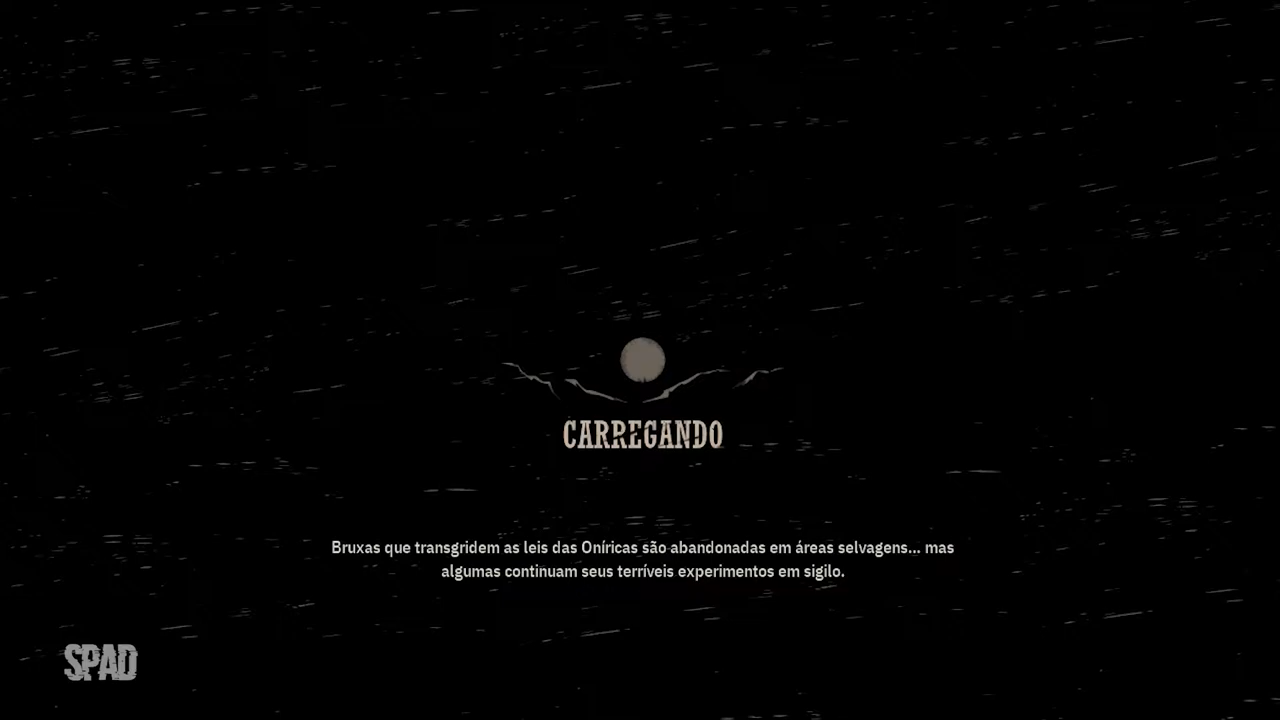 CARREGANDO
Bruxas que transgridem as leis das Oníricas são abandonadas em áreas selvagens... mas
algumas continuam seus terríveis experimentos em sigilo.
SPAD